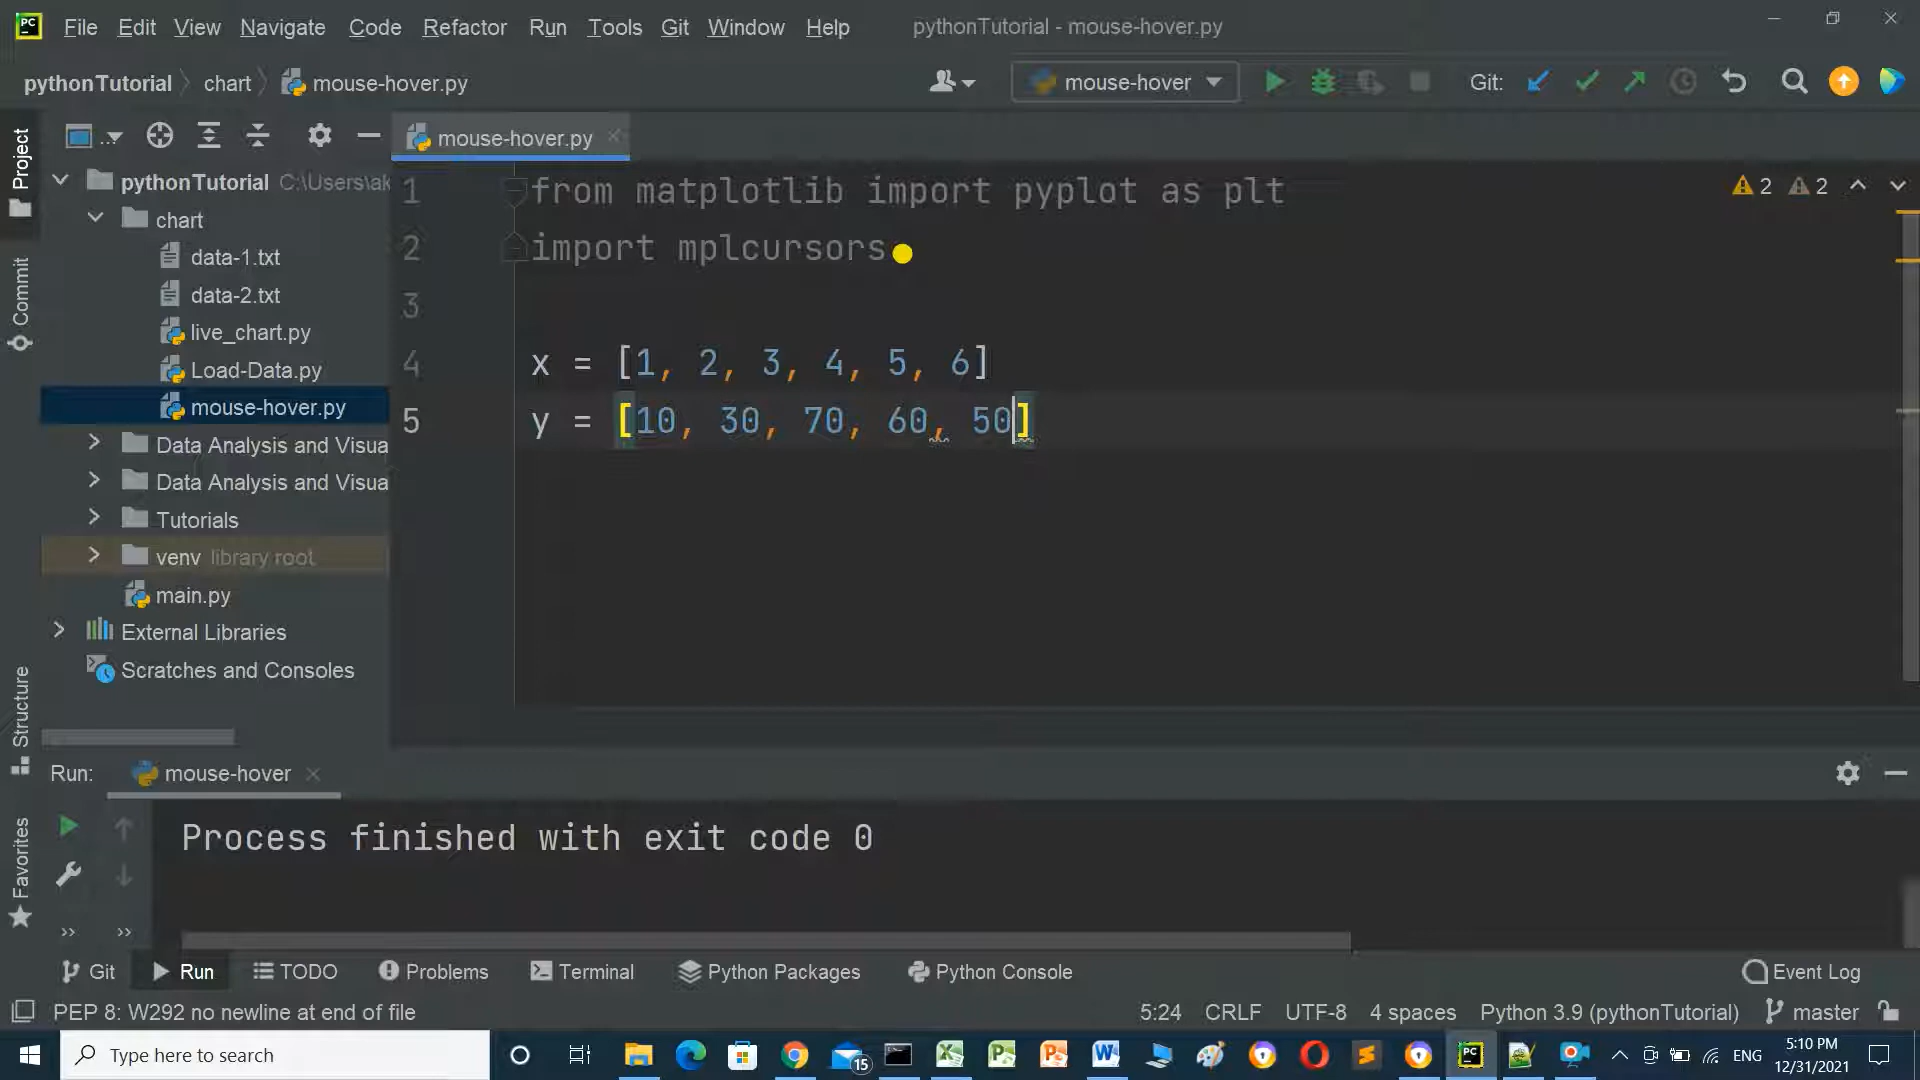 PC File Edit View Navigate Code Refactor Run Tools Git Window Help pythonTutorial - mouse-hover.py
pythonTutorial chart mouse-hover.py mouse-hover Git:
Project
Commit
Structure
Favorites
... mouse-hover.py
pythonTutorial C:\Users\ak
chart
data-1.txt
data-2.txt
live_chart.py
Load-Data.py
mouse-hover.py
Data Analysis and Visua
Data Analysis and Visua
Tutorials
venv library root
main.py
External Libraries
Scratches and Consoles
1 from matplotlib import pyplot as plt
2 import mplcursors
3
4 x = [1, 2, 3, 4, 5, 6]
5 y = [10, 30, 70, 60, 50]
2 2
Run: mouse-hover
Process finished with exit code 0
Git Run TODO Problems Terminal Python Packages Python Console Event Log
PEP 8: W292 no newline at end of file 5:24 CRLF UTF-8 4 spaces Python 3.9 (pythonTutorial) master
Type here to search 15 PC ENG 5:10 PM
12/31/2021